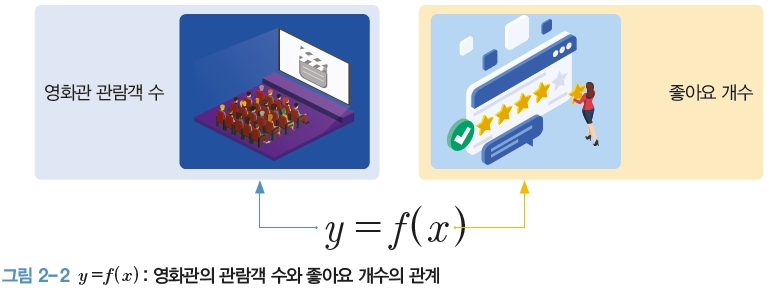 영화관 관람객 수
좋아요 개수
y = f(x)
그림 2-2 y=f(x) : 영화관의 관람객 수와 좋아요 개수의 관계